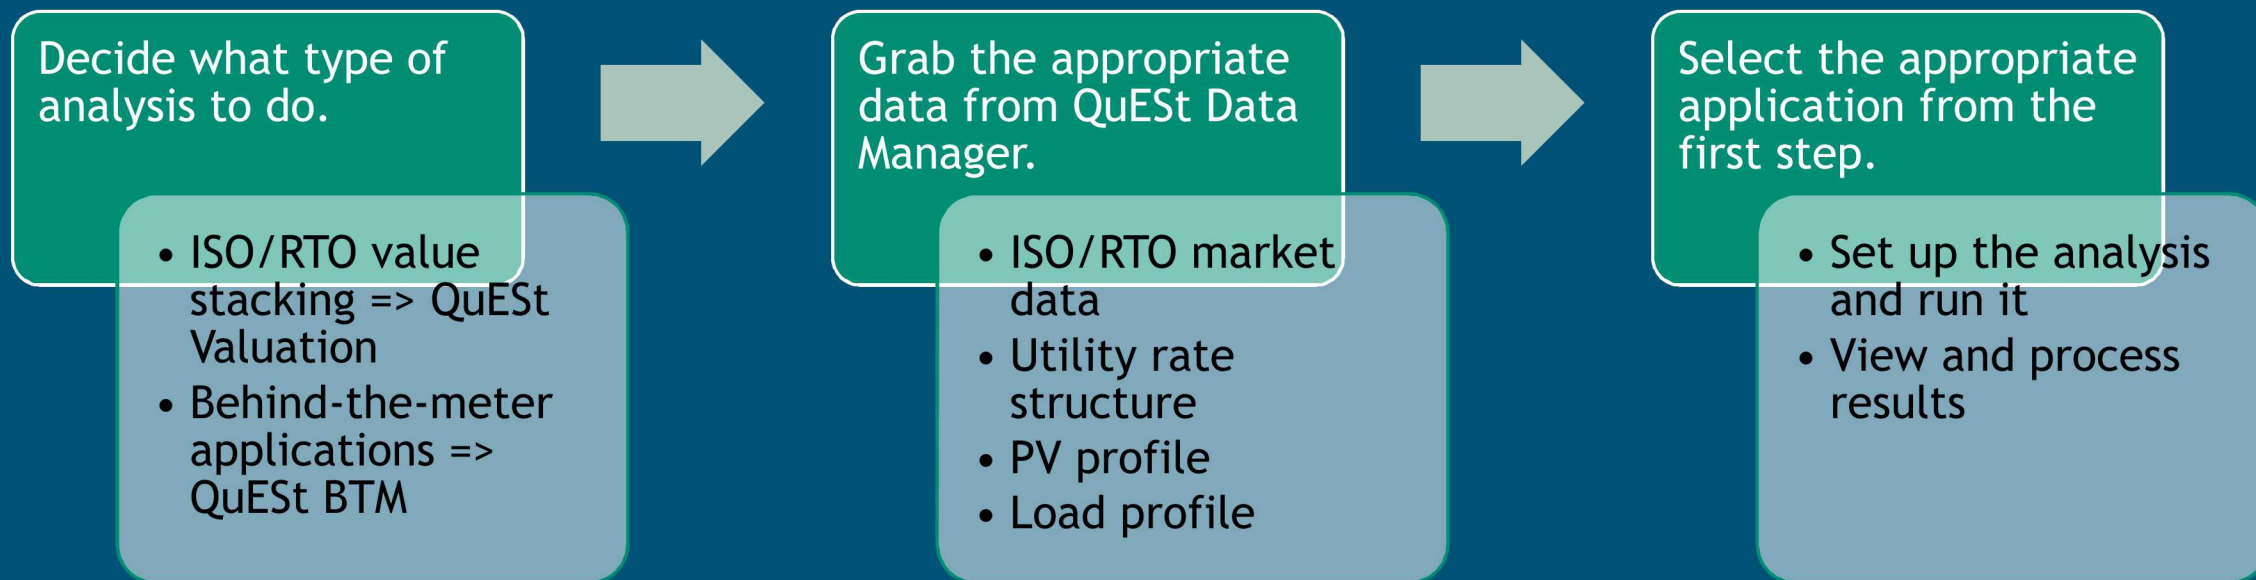 Decide what type of
analysis to do.
• ISO/RTO value
stacking => QuESt
Valuation
• Behind-the-meter
applications =>
QuESt BTM
Grab the appropriate
data from QuESt Data
Manager.
• ISO/RTO market
data
• Utility rate
structure
• PV profile
• Load profile
Select the appropriate
application from the
first step.
• Set up the analysis
and run it
• View and process
results